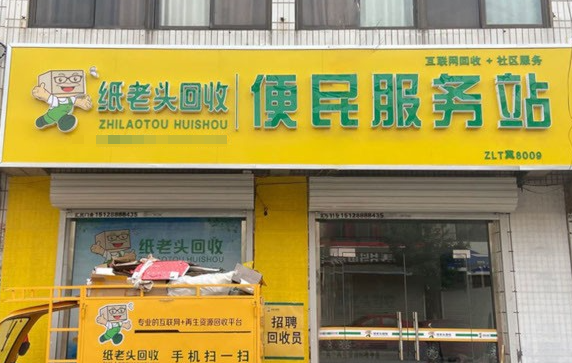 互联网回收 + 社区服务
纸老头回收
ZHILAOTOU HUISHOU
便民服务站
ZLT冀8009
纸老头回收
ZHILAOTOU HUISHOU
专业的互联网+再生资源回收平台
纸老头回收 手机扫一扫
招聘
回收员